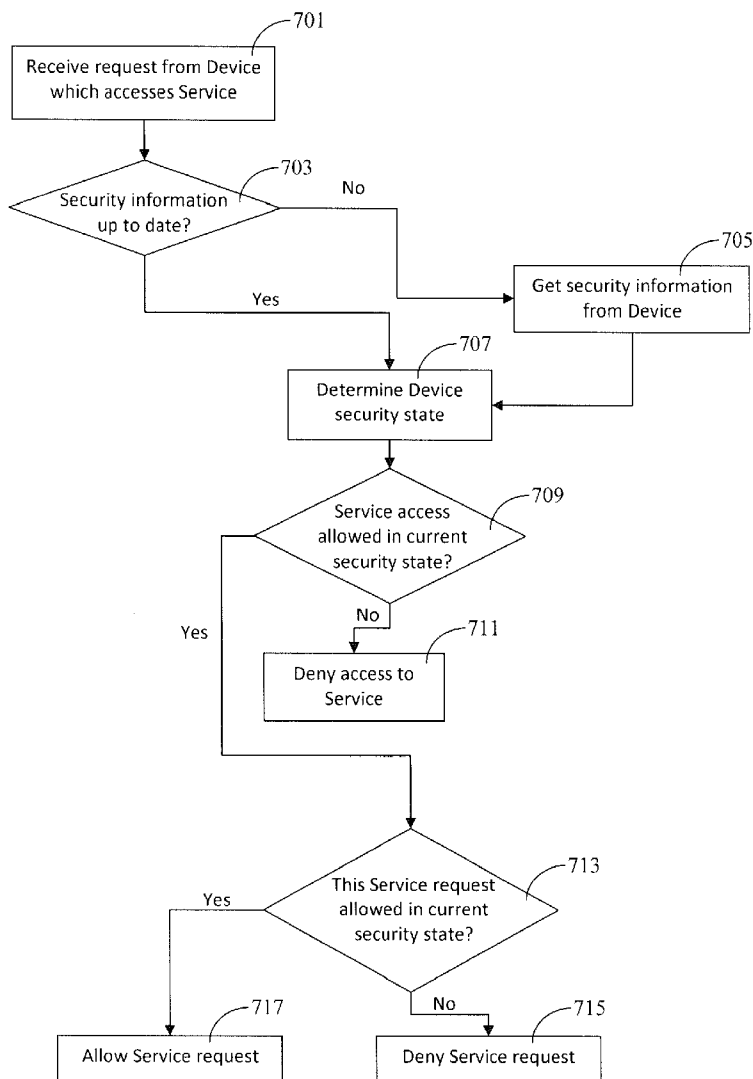 701
Receive request from Device
which accesses Service
703
Security information
up to date?
No
705
Get security information
from Device
Yes
707
Determine Device
security state
709
Service access
allowed in current
security state?
No
Yes
711
Deny access to
Service
713
This Service request
allowed in current
security state?
Yes
No
717
Allow Service request
715
Deny Service request